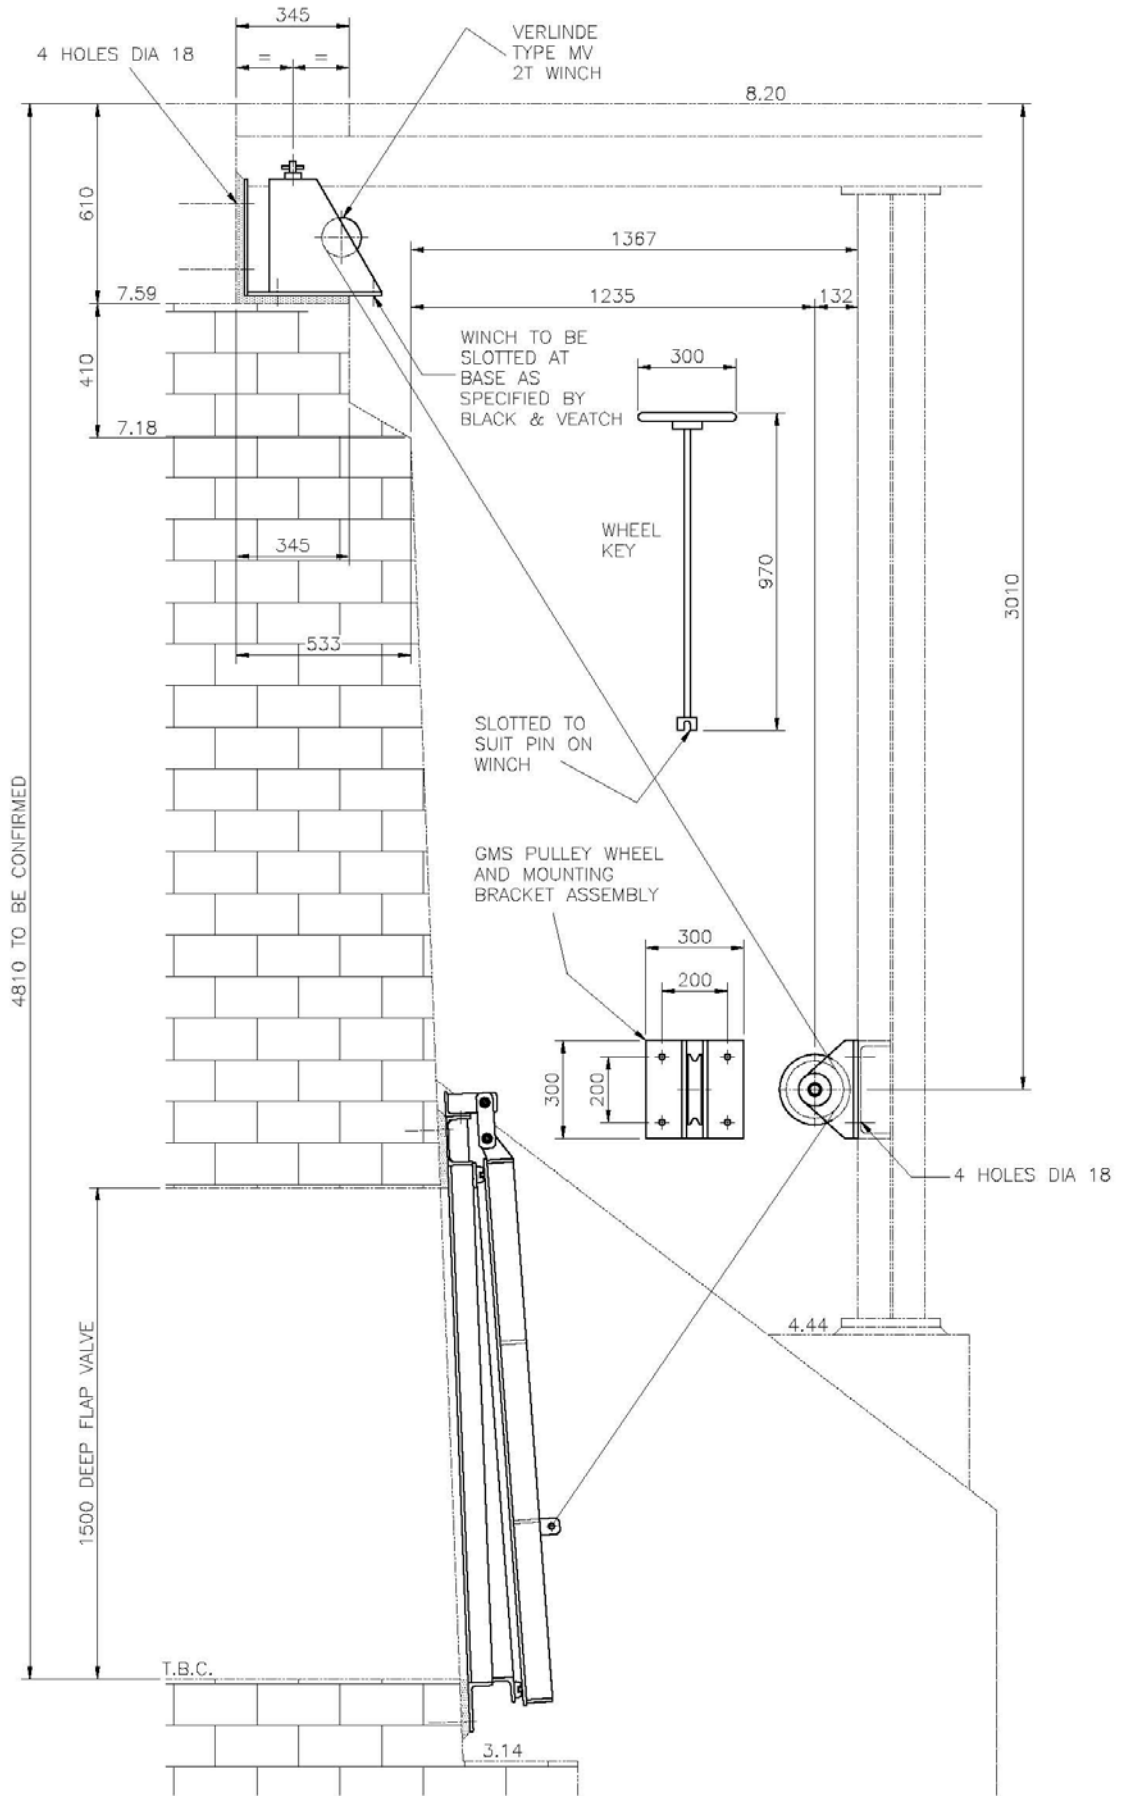 345
4 HOLES DIA 18
= =
VERLINDE
TYPE MV
2T WINCH
8.20
610
1367
7.59
1235
132
410
WINCH TO BE
SLOTTED AT
BASE AS
SPECIFIED BY
BLACK & VEATCH
300
7.18
345
WHEEL
KEY
970
3010
533
SLOTTED TO
SUIT PIN ON
WINCH
4810 TO BE CONFIRMED
GMS PULLEY WHEEL
AND MOUNTING
BRACKET ASSEMBLY
300
200
300
200
4 HOLES DIA 18
1500 DEEP FLAP VALVE
4.44
T.B.C.
3.14